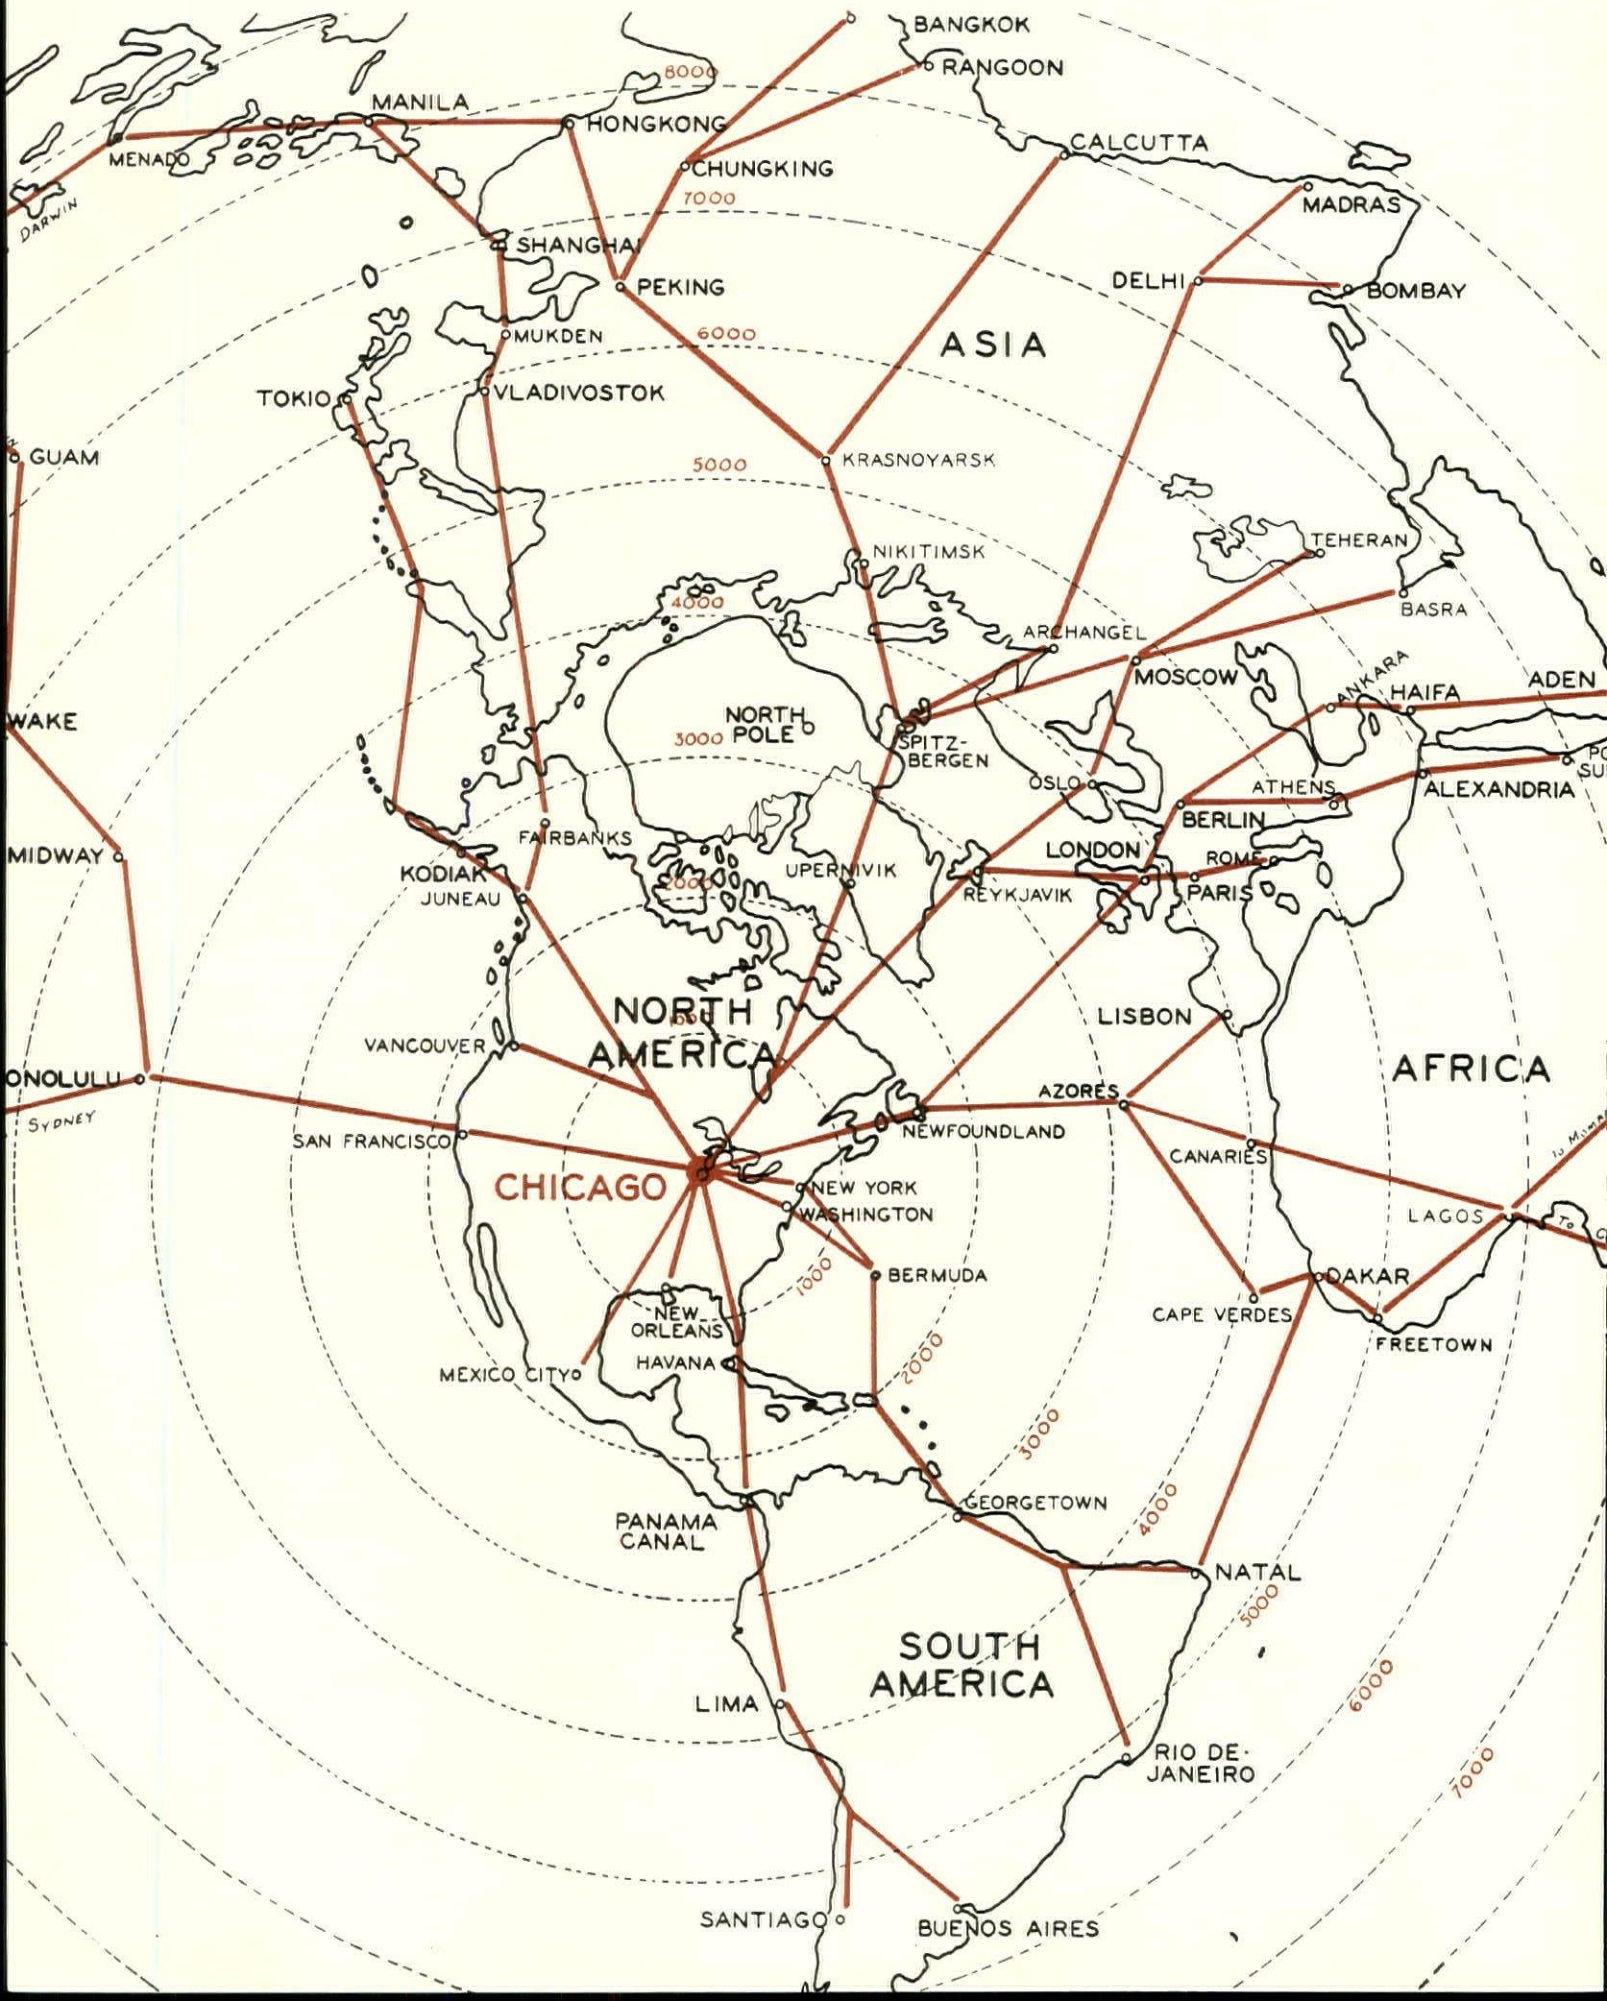 BANGKOK
RANGOON
8000
MANILA
HONGKONG
CALCUTTA
MENADO
CHUNGKING
7000
MADRAS
DARWIN
SHANGHAI
PEKING
DELHI
BOMBAY
MUKDEN
6000
ASIA
TOKIO
VLADIVOSTOK
GUAM
5000
KRASNOYARSK
NIKITIMSK
TEHERAN
4000
BASRA
ARCHANGEL
MOSCOW
ANKARA
HAIFA
ADEN
WAKE
NORTH
POLE
3000
SPITZ-
BERGEN
PO
SU
OSLO
ATHENS
ALEXANDRIA
BERLIN
FAIRBANKS
MIDWAY
LONDON
ROME
KODIAK
JUNEAU
2000
UPERNIVIK
REYKJAVIK
PARIS
NORTH
AMERICA
1000
LISBON
VANCOUVER
AFRICA
ONOLULU
AZORES
SYDNEY
SAN FRANCISCO
NEWFOUNDLAND
CANARIES
CHICAGO
NEW YORK
WASHINGTON
LAGOS
TO
BERMUDA
1000
DAKAR
CAPE VERDES
FREETOWN
NEW
ORLEANS
HAVANA
MEXICO CITY
2000
3000
PANAMA
CANAL
GEORGETOWN
4000
NATAL
5000
SOUTH
AMERICA
6000
LIMA
RIO DE-
JANEIRO
7000
SANTIAGO
BUENOS AIRES